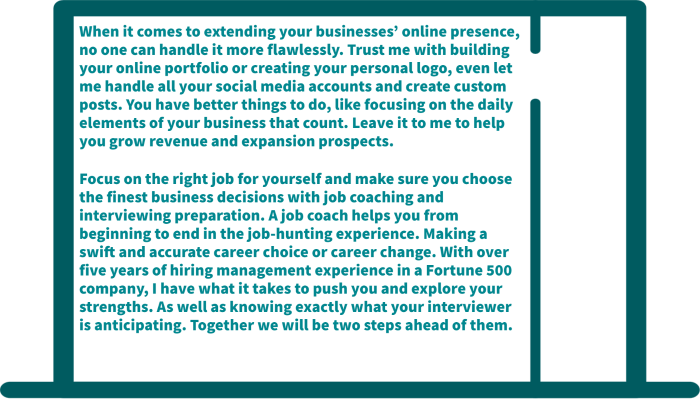 When it comes to extending your businesses’ online presence,
no one can handle it more flawlessly. Trust me with building
your online portfolio or creating your personal logo, even let
me handle all your social media accounts and create custom
posts. You have better things to do, like focusing on the daily
elements of your business that count. Leave it to me to help
you grow revenue and expansion prospects.
Focus on the right job for yourself and make sure you choose
the finest business decisions with job coaching and
interviewing preparation. A job coach helps you from
beginning to end in the job-hunting experience. Making a
swift and accurate career choice or career change. With over
five years of hiring management experience in a Fortune 500
company, I have what it takes to push you and explore your
strengths. As well as knowing exactly what your interviewer
is anticipating. Together we will be two steps ahead of them.